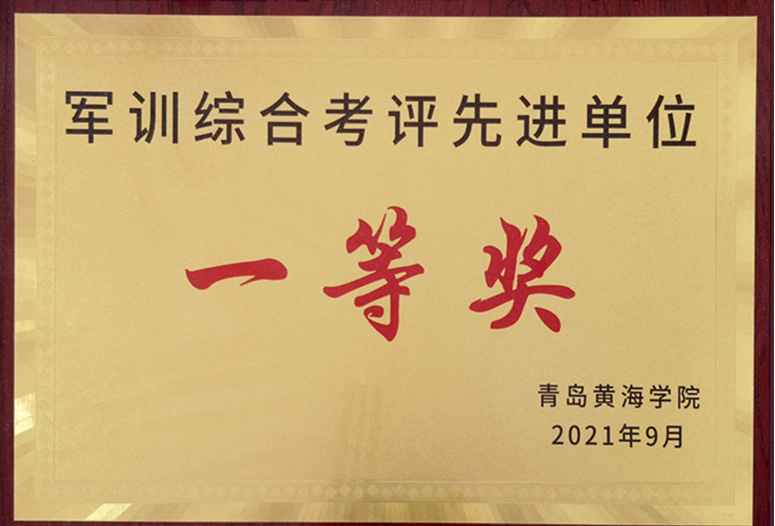 军训综合考评先进单位
一等奖
青岛黄海学院
2021年9月